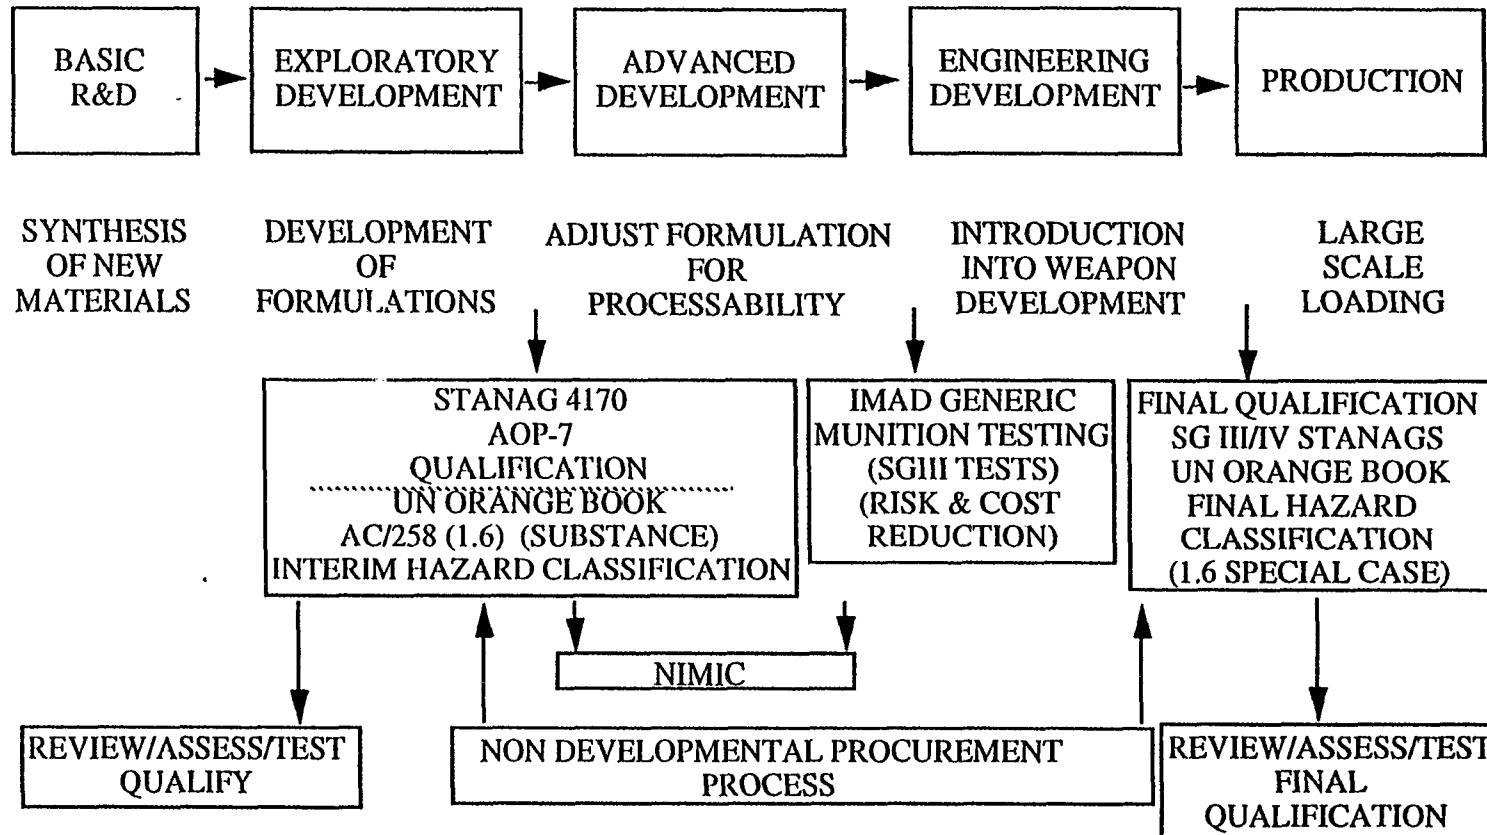 BASIC
R&D
EXPLORATORY
DEVELOPMENT
ADVANCED
DEVELOPMENT
ENGINEERING
DEVELOPMENT
PRODUCTION
SYNTHESIS
OF NEW
MATERIALS
DEVELOPMENT
OF
FORMULATIONS
ADJUST FORMULATION
FOR
PROCESSABILITY
INTRODUCTION
INTO WEAPON
DEVELOPMENT
LARGE
SCALE
LOADING
STANAG 4170
AOP-7
QUALIFICATION
UN ORANGE BOOK
AC/258 (1.6) (SUBSTANCE)
INTERIM HAZARD CLASSIFICATION
IMAD GENERIC
MUNITION TESTING
(SGIII TESTS)
(RISK & COST
REDUCTION)
FINAL QUALIFICATION
SG III/IV STANAGS
UN ORANGE BOOK
FINAL HAZARD
CLASSIFICATION
(1.6 SPECIAL CASE)
NIMIC
REVIEW/ASSESS/TEST
QUALIFY
NON DEVELOPMENTAL PROCUREMENT
PROCESS
REVIEW/ASSESS/TEST
FINAL
QUALIFICATION